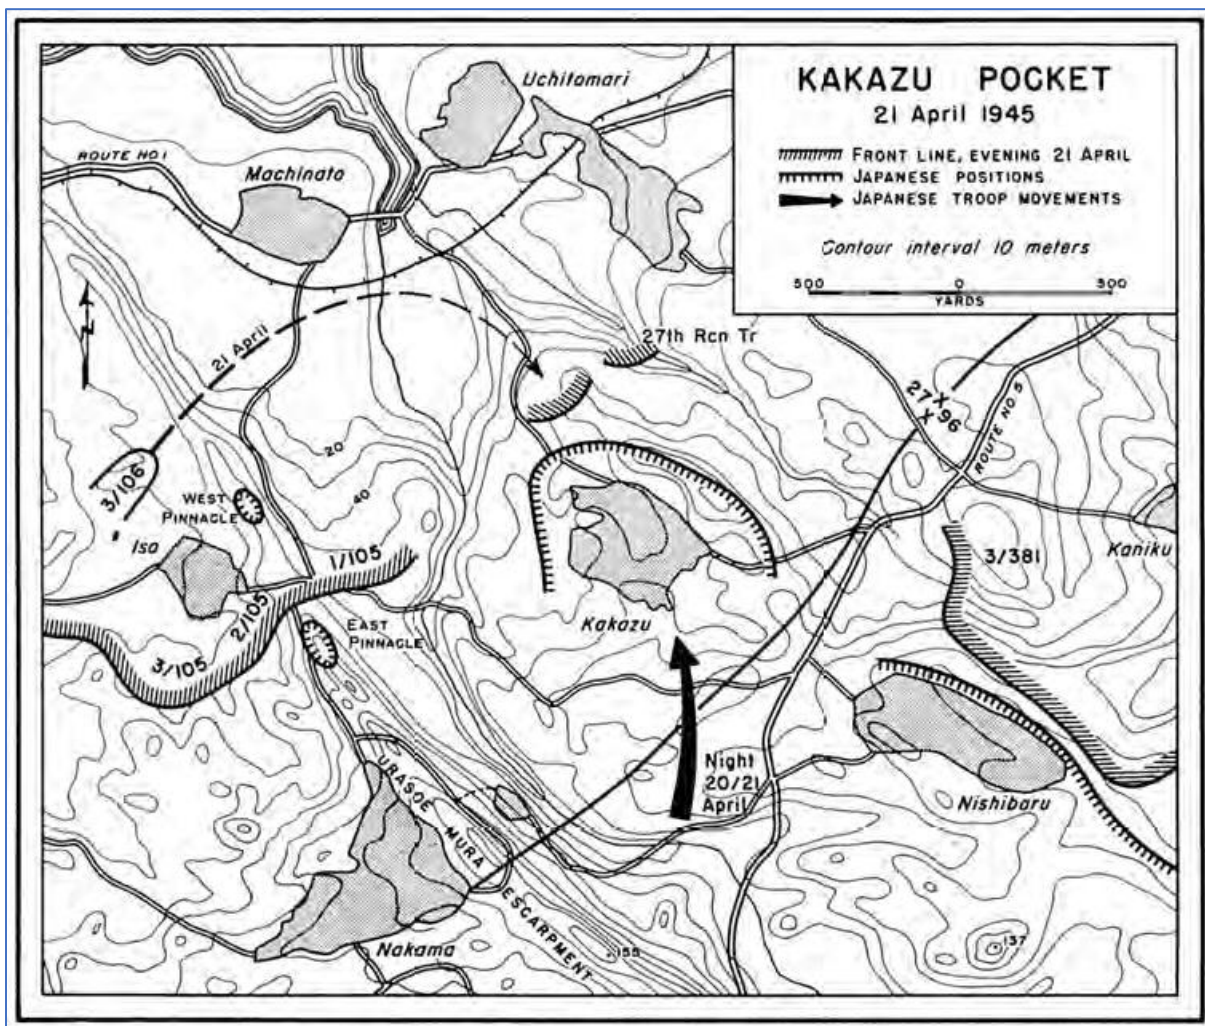 KAKAZU POCKET
21 April 1945
FRONT LINE, EVENING 21 APRIL
JAPANESE POSITIONS
JAPANESE TROOP MOVEMENTS
Contour interval 10 meters
500 0 300
YARDS
Uchitomari
ROUTE NO 1
Machinato
N
21 April
27th Rcn Tr
27 X 96
X
ROUTE NO. 5
20
40
3/106
WEST
PINNACLE
Isa
1/105
2/105
3/105
EAST
PINNACLE
Kakazu
3/381
Kaniku
Night
20/21
April
Nishibaru
URASOE MURA ESCARPMENT
Nakama
155
137